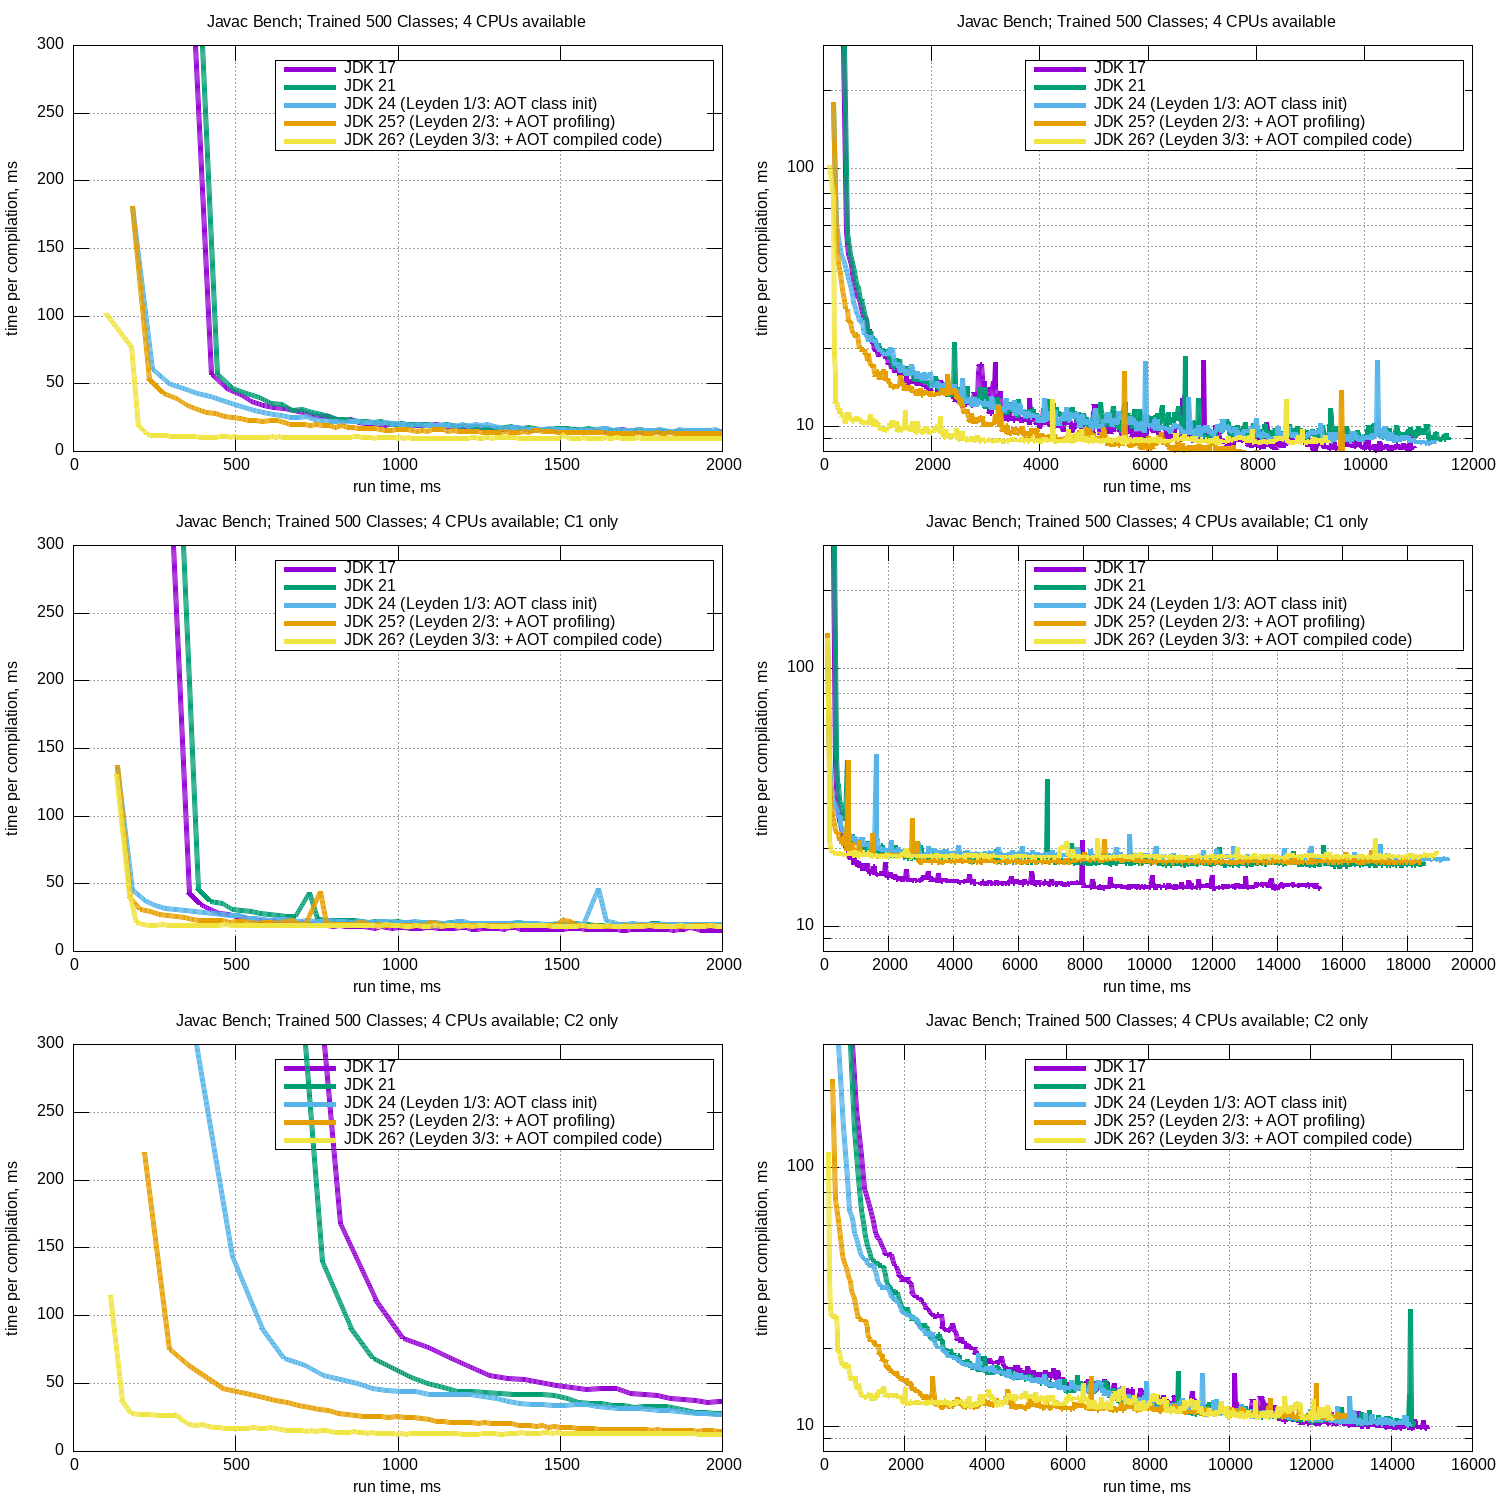 Javac Bench; Trained 500 Classes; 4 CPUs available
300
250
200
150
100
50
0
time per compilation, ms
JDK 17
JDK 21
JDK 24 (Leyden 1/3: AOT class init)
JDK 25? (Leyden 2/3: + AOT profiling)
JDK 26? (Leyden 3/3: + AOT compiled code)
0 500 1000 1500 2000
run time, ms
Javac Bench; Trained 500 Classes; 4 CPUs available
100
10
time per compilation, ms
JDK 17
JDK 21
JDK 24 (Leyden 1/3: AOT class init)
JDK 25? (Leyden 2/3: + AOT profiling)
JDK 26? (Leyden 3/3: + AOT compiled code)
0 2000 4000 6000 8000 10000 12000
run time, ms
Javac Bench; Trained 500 Classes; 4 CPUs available; C1 only
300
250
200
150
100
50
0
time per compilation, ms
JDK 17
JDK 21
JDK 24 (Leyden 1/3: AOT class init)
JDK 25? (Leyden 2/3: + AOT profiling)
JDK 26? (Leyden 3/3: + AOT compiled code)
0 500 1000 1500 2000
run time, ms
Javac Bench; Trained 500 Classes; 4 CPUs available; C1 only
100
10
time per compilation, ms
JDK 17
JDK 21
JDK 24 (Leyden 1/3: AOT class init)
JDK 25? (Leyden 2/3: + AOT profiling)
JDK 26? (Leyden 3/3: + AOT compiled code)
0 2000 4000 6000 8000 10000 12000 14000 16000 18000 20000
run time, ms
Javac Bench; Trained 500 Classes; 4 CPUs available; C2 only
300
250
200
150
100
50
0
time per compilation, ms
JDK 17
JDK 21
JDK 24 (Leyden 1/3: AOT class init)
JDK 25? (Leyden 2/3: + AOT profiling)
JDK 26? (Leyden 3/3: + AOT compiled code)
0 500 1000 1500 2000
run time, ms
Javac Bench; Trained 500 Classes; 4 CPUs available; C2 only
100
10
time per compilation, ms
JDK 17
JDK 21
JDK 24 (Leyden 1/3: AOT class init)
JDK 25? (Leyden 2/3: + AOT profiling)
JDK 26? (Leyden 3/3: + AOT compiled code)
0 2000 4000 6000 8000 10000 12000 14000 16000
run time, ms